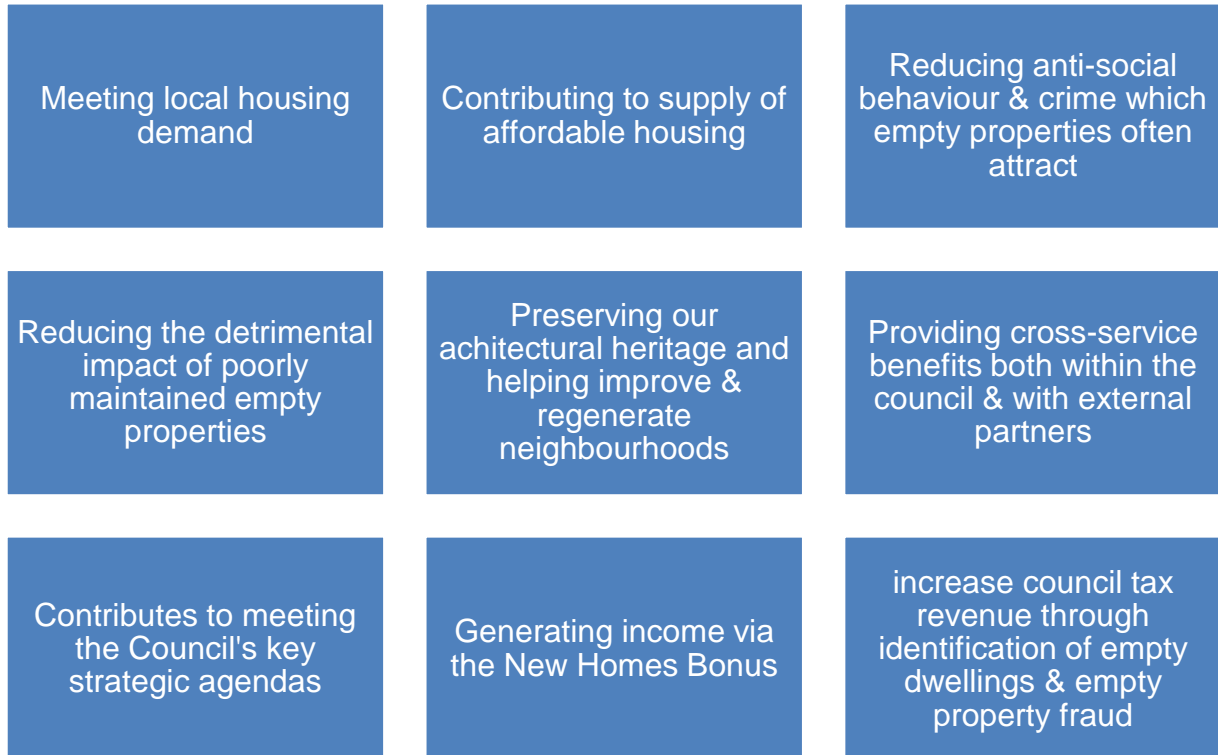 Meeting local housing
demand
Contributing to supply of
affordable housing
Reducing anti-social
behaviour & crime which
empty properties often
attract
Reducing the detrimental
impact of poorly
maintained empty
properties
Preserving our
achitectural heritage and
helping improve &
regenerate
neighbourhoods
Providing cross-service
benefits both within the
council & with external
partners
Contributes to meeting
the Council's key
strategic agendas
Generating income via
the New Homes Bonus
increase council tax
revenue through
identification of empty
dwellings & empty
property fraud